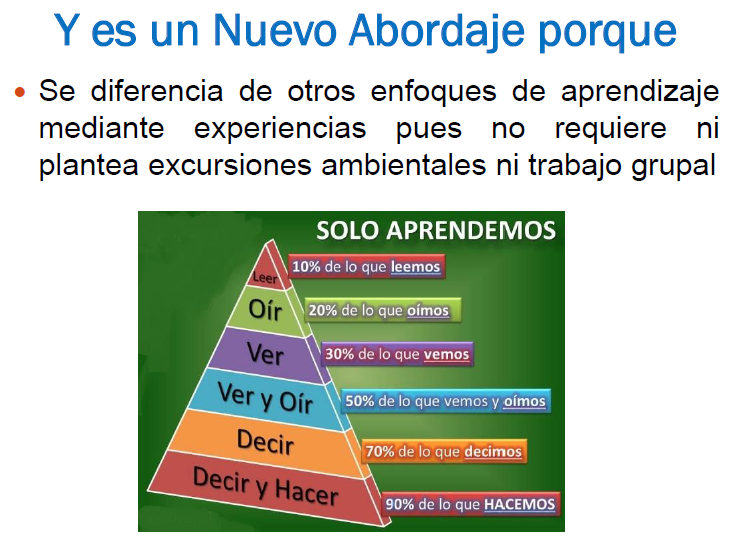 Y es un Nuevo Abordaje porque
• Se diferencia de otros enfoques de aprendizaje
mediante experiencias pues no requiere ni
plantea excursiones ambientales ni trabajo grupal
SOLO APRENDEMOS
Leer
10% de lo que leemos
Oír
20% de lo que oímos
Ver
30% de lo que vemos
Ver y Oír
50% de lo que vemos y oímos
Decir
70% de lo que decimos
Decir y Hacer
90% de lo que HACEMOS